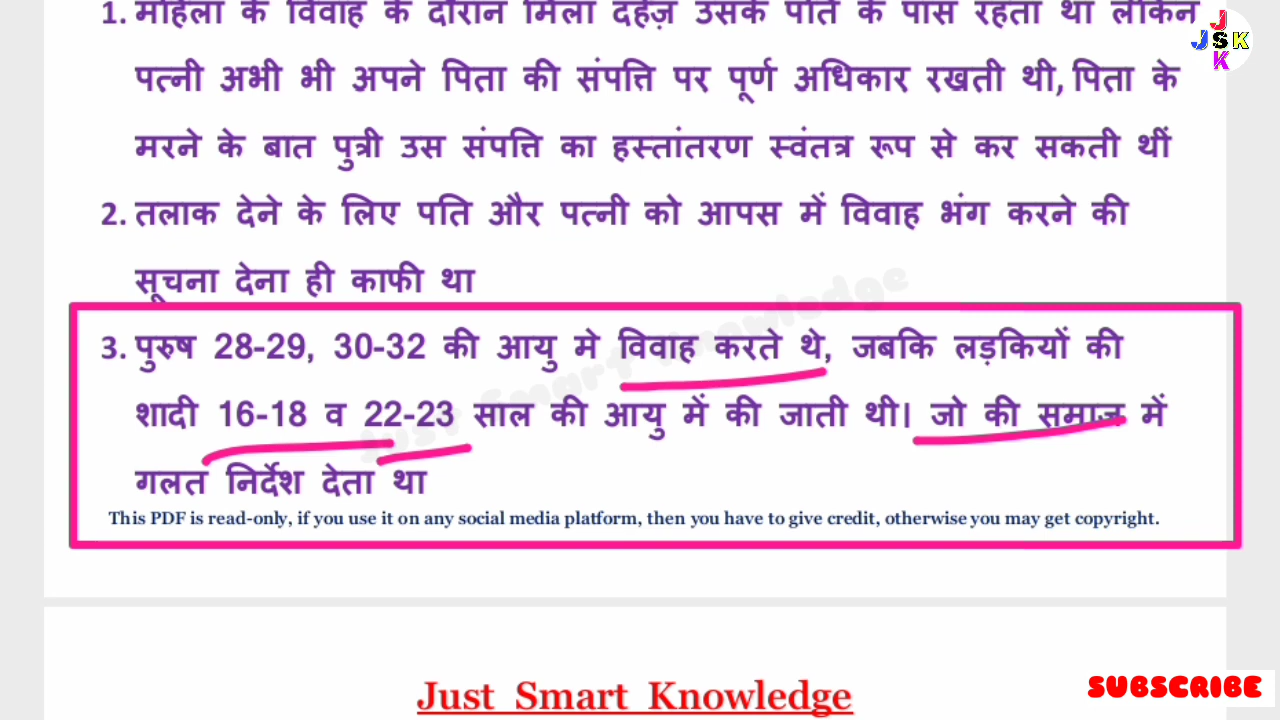 1. महिला के विवाह के दौरान मिला दहेज़ उसके पति के पास रहता था लेकिन
पत्नी अभी भी अपने पिता की संपत्ति पर पूर्ण अधिकार रखती थी, पिता के
मरने के बात पुत्री उस संपत्ति का हस्तांतरण स्वंतत्र रूप से कर सकती थीं
2. तलाक देने के लिए पति और पत्नी को आपस में विवाह भंग करने की
सूचना देना ही काफी था
3. पुरुष 28-29, 30-32 की आयु मे विवाह करते थे, जबकि लड़कियों की
शादी 16-18 व 22-23 साल की आयु में की जाती थी। जो की समाज में
गलत निर्देश देता था
This PDF is read-only, if you use it on any social media platform, then you have to give credit, otherwise you may get copyright.
Just Smart Knowledge
Just Smart Knowledge
J
J S K
K
SUBSCRIBE